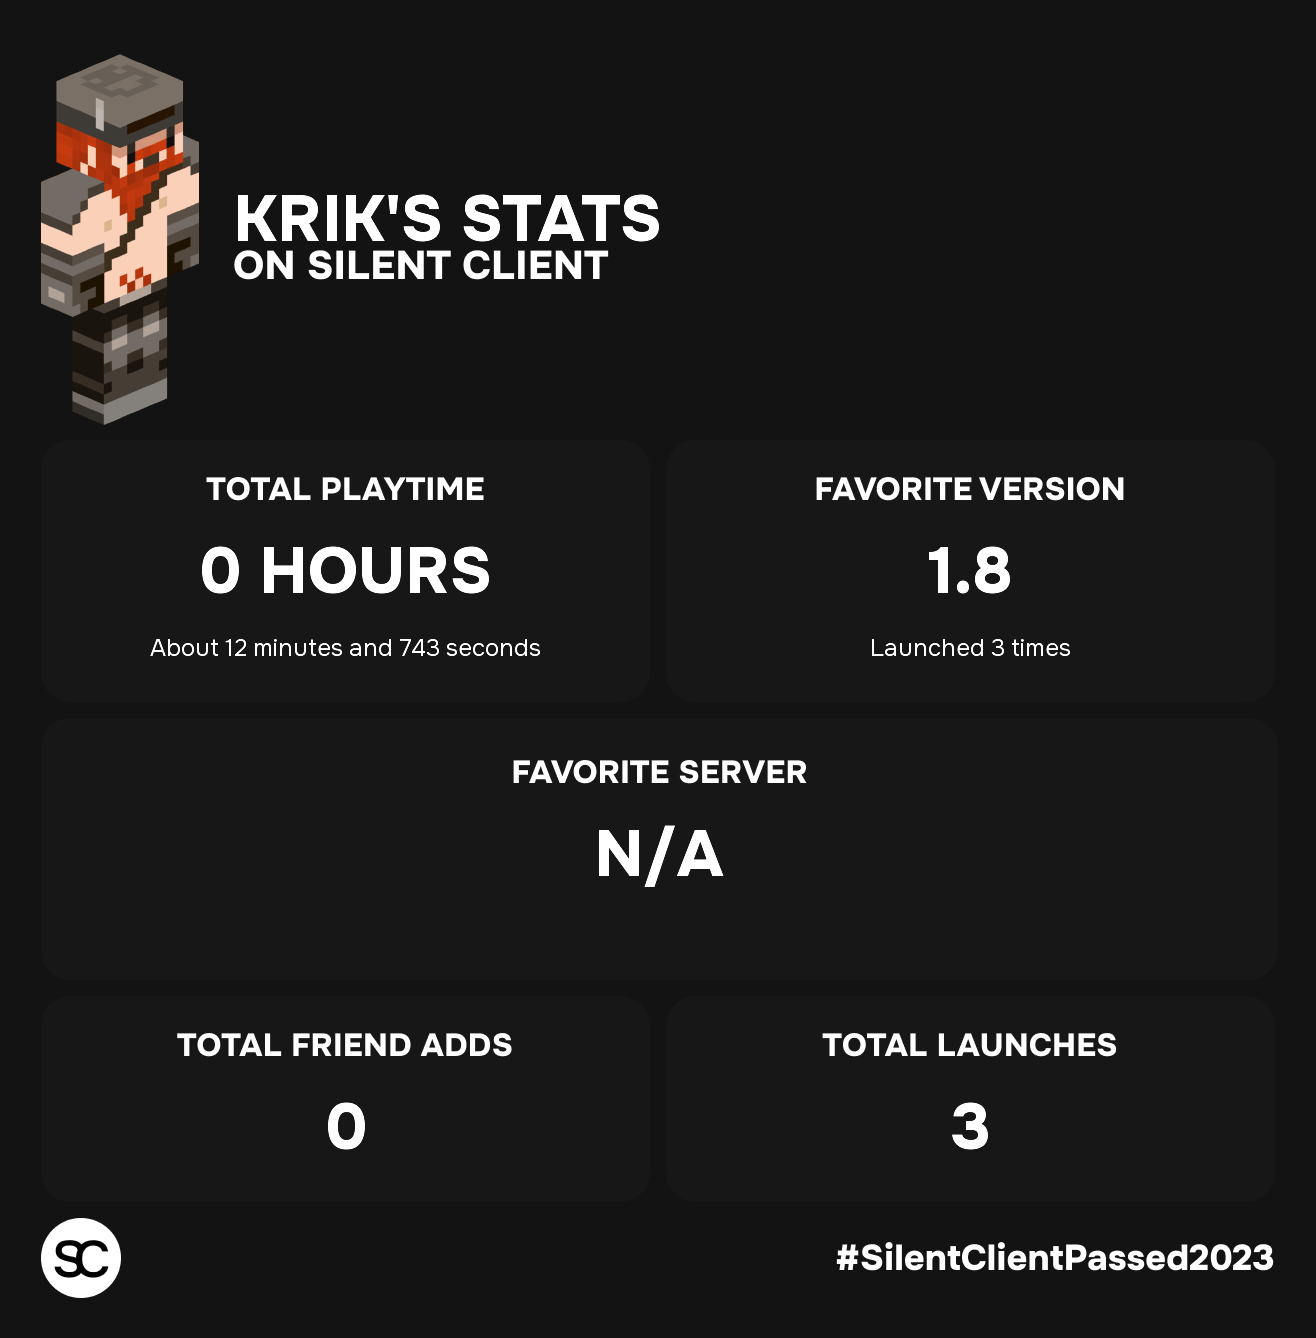 KRIK'S STATS
ON SILENT CLIENT
TOTAL PLAYTIME
0 HOURS
About 12 minutes and 743 seconds
FAVORITE VERSION
1.8
Launched 3 times
FAVORITE SERVER
N/A
TOTAL FRIEND ADDS
0
TOTAL LAUNCHES
3
SC
#SilentClientPassed2023